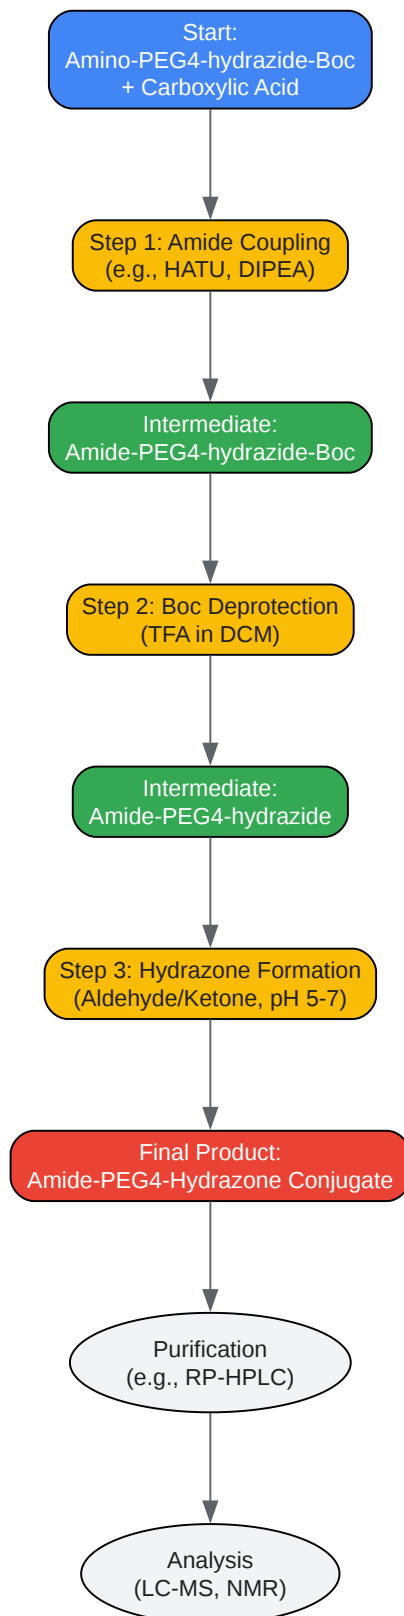 Start:
Amino-PEG4-hydrazide-Boc
+ Carboxylic Acid
Step 1: Amide Coupling
(e.g., HATU, DIPEA)
Intermediate:
Amide-PEG4-hydrazide-Boc
Step 2: Boc Deprotection
(TFA in DCM)
Intermediate:
Amide-PEG4-hydrazide
Step 3: Hydrazone Formation
(Aldehyde/Ketone, pH 5-7)
Final Product:
Amide-PEG4-Hydrazone Conjugate
Purification
(e.g., RP-HPLC)
Analysis
(LC-MS, NMR)